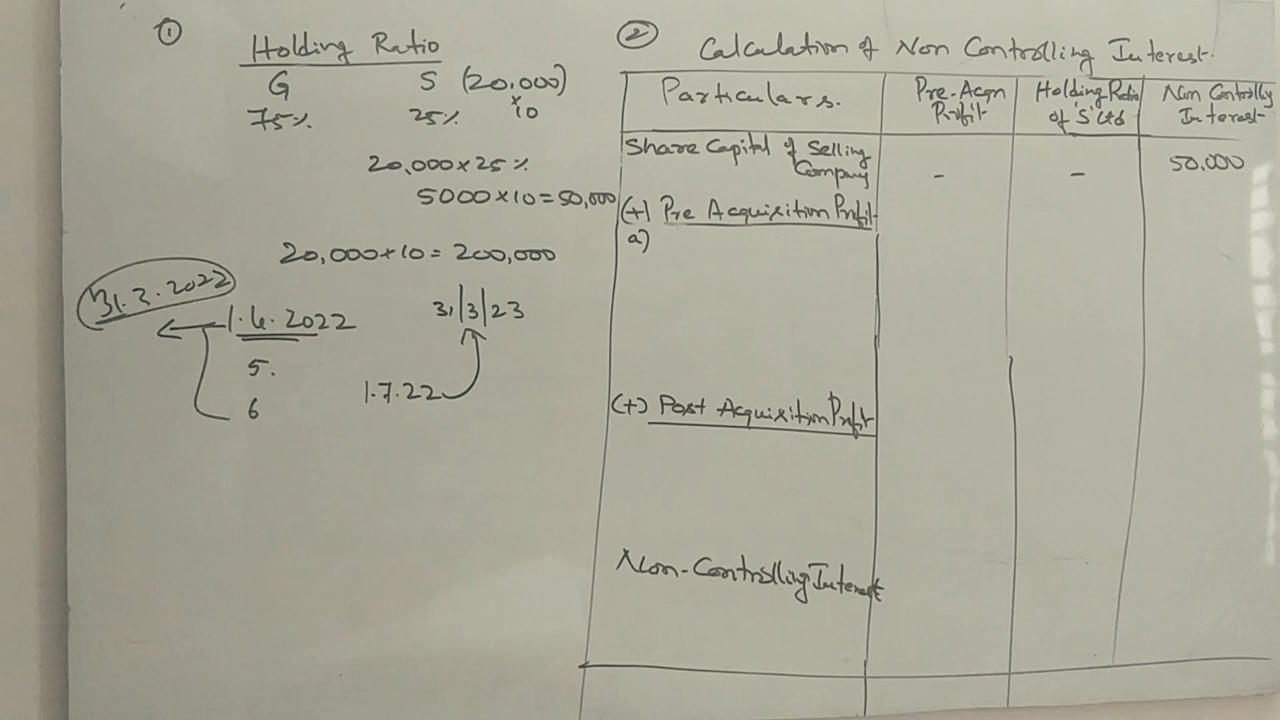 ①
Holding Ratio
G S (20,000)
×10
75% 25%
20,000 × 25%
5000 × 10 = 50,000
20,000 × 10 = 200,000
31.3.2022
1.4.2022 31/3/23
5.
1.7.22
6
② Calculation of Non Controlling Interest.
Particulars. Pre-Acqn Profit Holding Ratio of 'S' Ltd Non Controlling Interest
Share Capital of Selling Company - - 50,000
(+) Pre Acquisition Profit
a)
(+) Post Acquisition Profit
Non-Controlling Interest